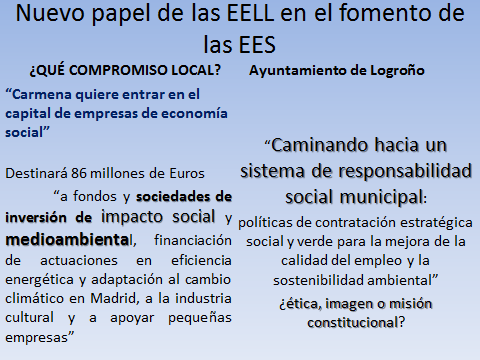 Nuevo papel de las EELL en el fomento de
las EES
¿QUÉ COMPROMISO LOCAL?
“Carmena quiere entrar en el
capital de empresas de economía
social”
Destinará 86 millones de Euros
“a fondos y sociedades de
inversión de impacto social y
medioambiental, financiación
de actuaciones en eficiencia
energética y adaptación al cambio
climático en Madrid, a la industria
cultural y a apoyar pequeñas
empresas”
Ayuntamiento de Logroño
“Caminando hacia un
sistema de responsabilidad
social municipal:
políticas de contratación estratégica
social y verde para la mejora de la
calidad del empleo y la
sostenibilidad ambiental”
¿ética, imagen o misión
constitucional?